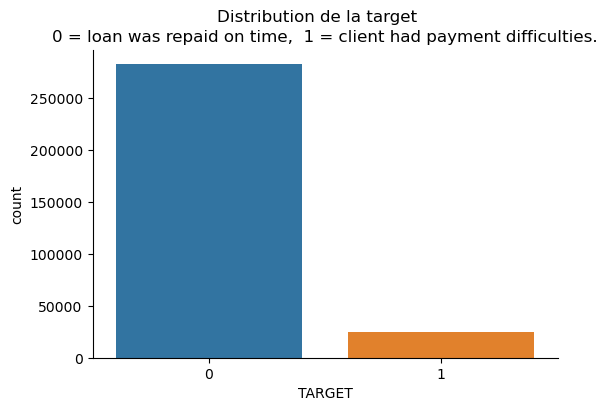 Distribution de la target
0 = loan was repaid on time,  1 = client had payment difficulties.
250000
200000
150000
100000
50000
0
count
0
1
TARGET